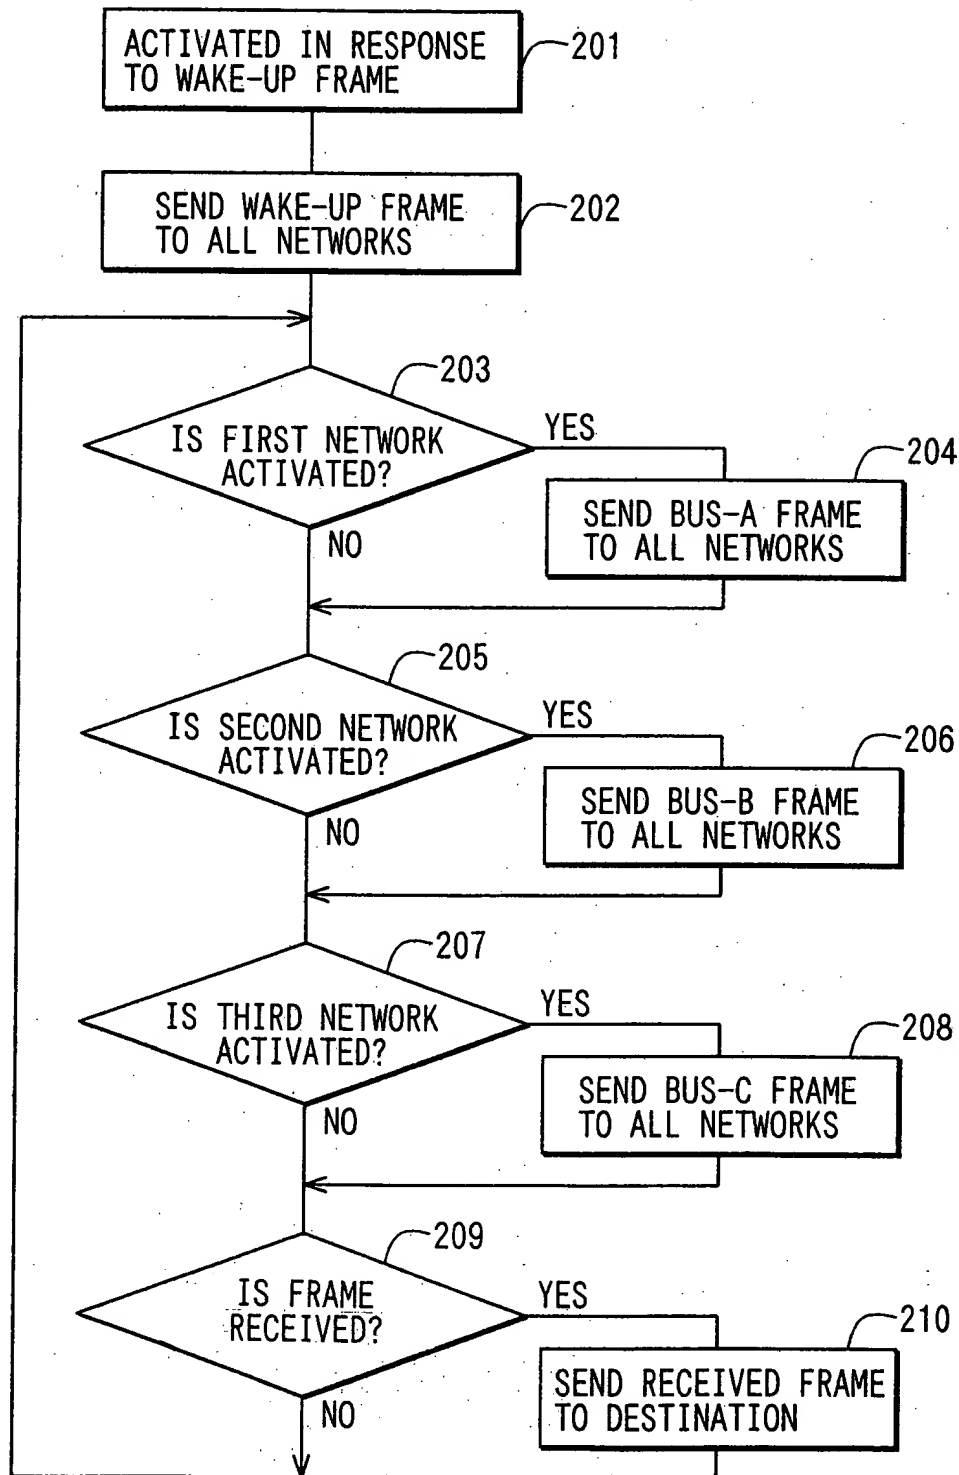 ACTIVATED IN RESPONSE
TO WAKE-UP FRAME
201
SEND WAKE-UP FRAME
TO ALL NETWORKS
202
203
IS FIRST NETWORK
ACTIVATED?
YES
NO
204
SEND BUS-A FRAME
TO ALL NETWORKS
205
IS SECOND NETWORK
ACTIVATED?
YES
NO
206
SEND BUS-B FRAME
TO ALL NETWORKS
207
IS THIRD NETWORK
ACTIVATED?
YES
NO
208
SEND BUS-C FRAME
TO ALL NETWORKS
209
IS FRAME
RECEIVED?
YES
NO
210
SEND RECEIVED FRAME
TO DESTINATION